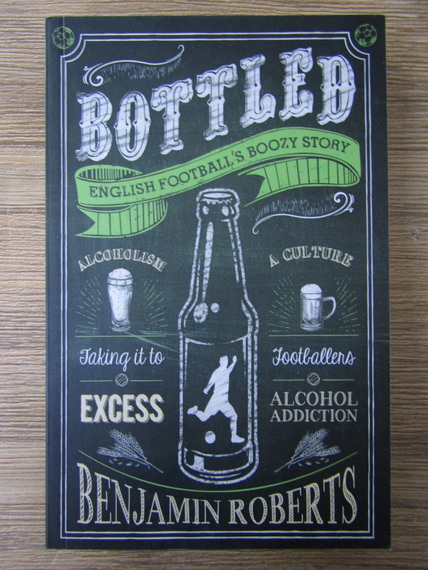 BOTTLED
ENGLISH FOOTBALL'S BOOZY STORY
ALCOHOLISM
A CULTURE
Taking it to
EXCESS
Footballers
ALCOHOL
ADDICTION
BENJAMIN ROBERTS